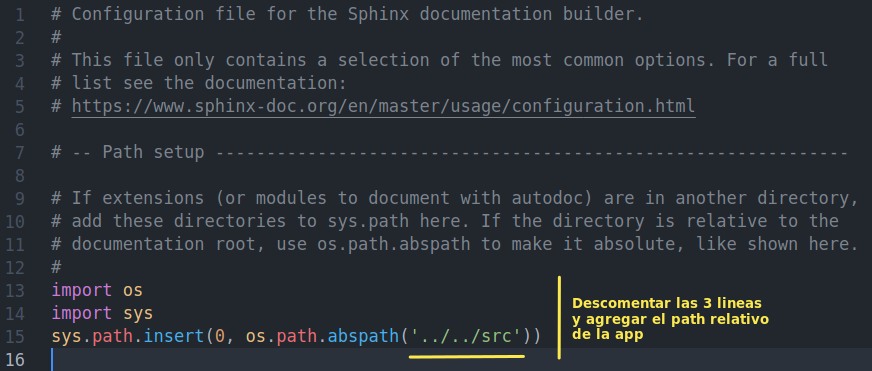 1 # Configuration file for the Sphinx documentation builder.
2 #
3 # This file only contains a selection of the most common options. For a full
4 # list see the documentation:
5 # https://www.sphinx-doc.org/en/master/usage/configuration.html
6
7 # -- Path setup --------------------------------------------------------------
8
9 # If extensions (or modules to document with autodoc) are in another directory,
10 # add these directories to sys.path here. If the directory is relative to the
11 # documentation root, use os.path.abspath to make it absolute, like shown here.
12 #
13 import os
14 import sys
15 sys.path.insert(0, os.path.abspath('../../src'))
16
Descomentar las 3 lineas
y agregar el path relativo
de la app